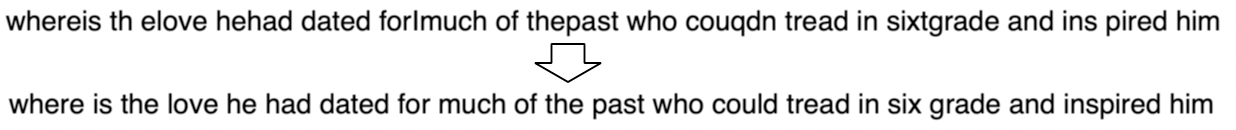 whereis th elove hehad dated forImuch of thepast who couqdn tread in sixtgrade and ins pired him
where is the love he had dated for much of the past who could tread in six grade and inspired him